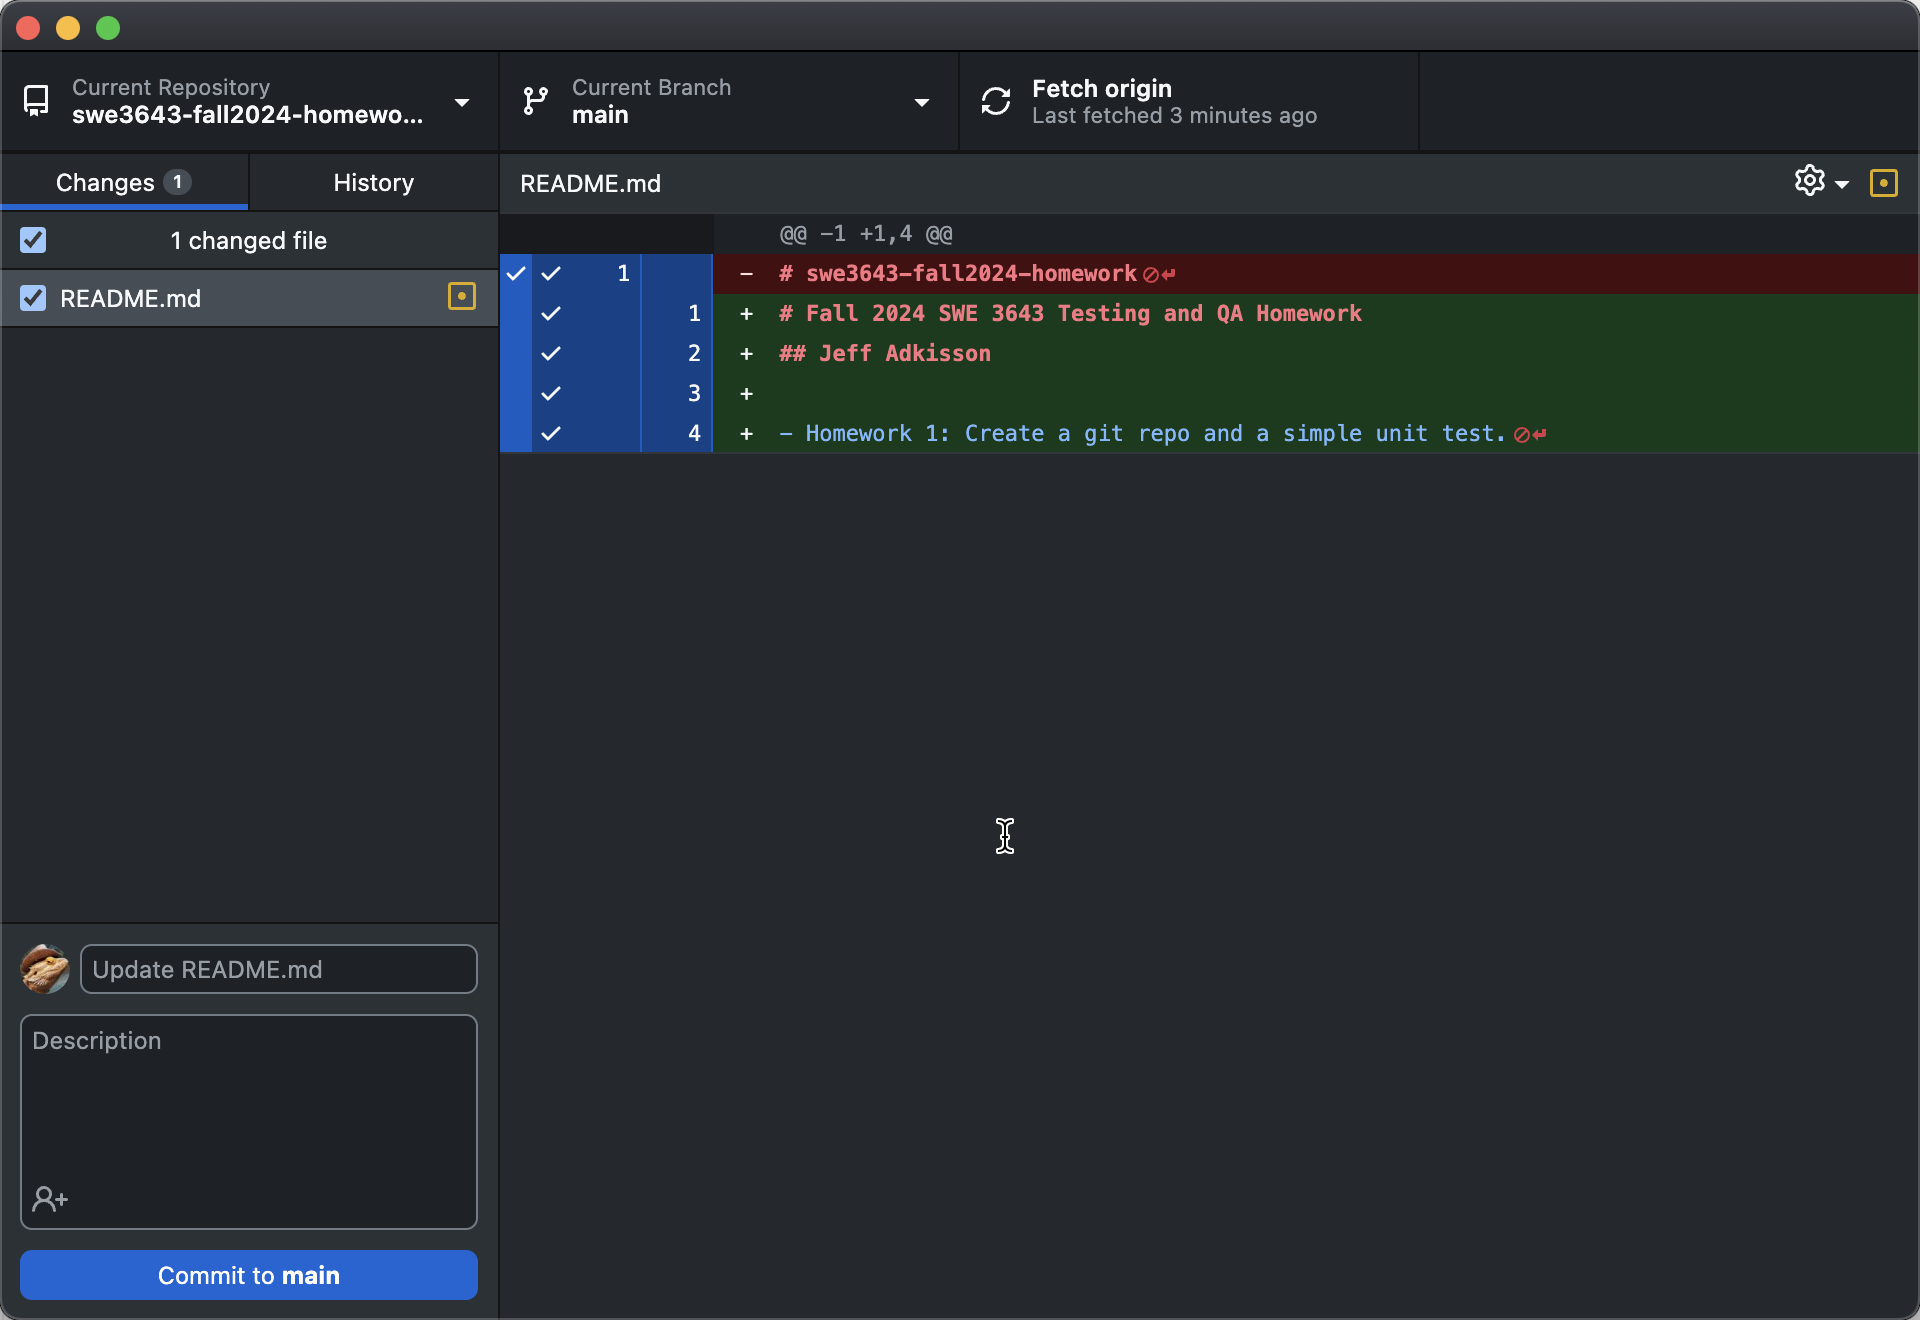 Current Repository
swe3643-fall2024-homewo...
Current Branch
main
Fetch origin
Last fetched 3 minutes ago
Changes 1
History
1 changed file
README.md
README.md
@@ -1 +1,4 @@
1 - # swe3643-fall2024-homework
1 + # Fall 2024 SWE 3643 Testing and QA Homework
2 + ## Jeff Adkisson
3 +
4 + - Homework 1: Create a git repo and a simple unit test.
Update README.md
Description
Commit to main